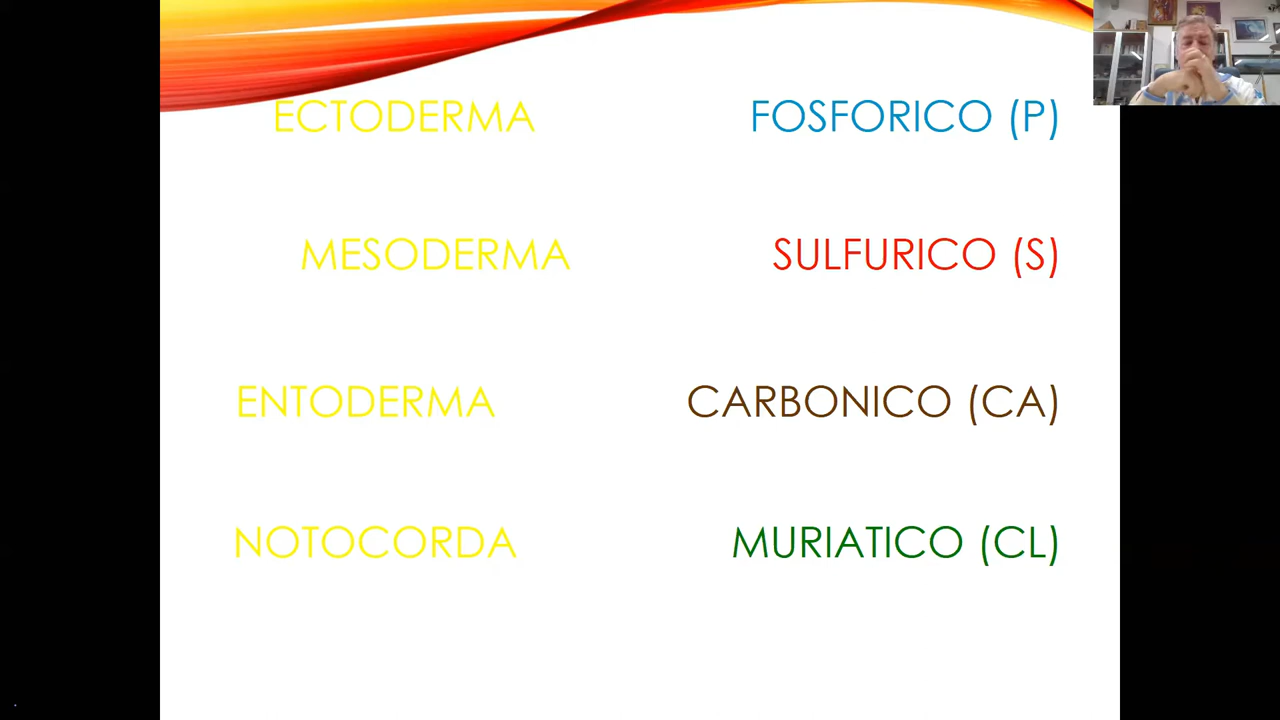 ECTODERMA FOSFORICO (P)
MESODERMA SULFURICO (S)
ENTODERMA CARBONICO (CA)
NOTOCORDA MURIATICO (CL)